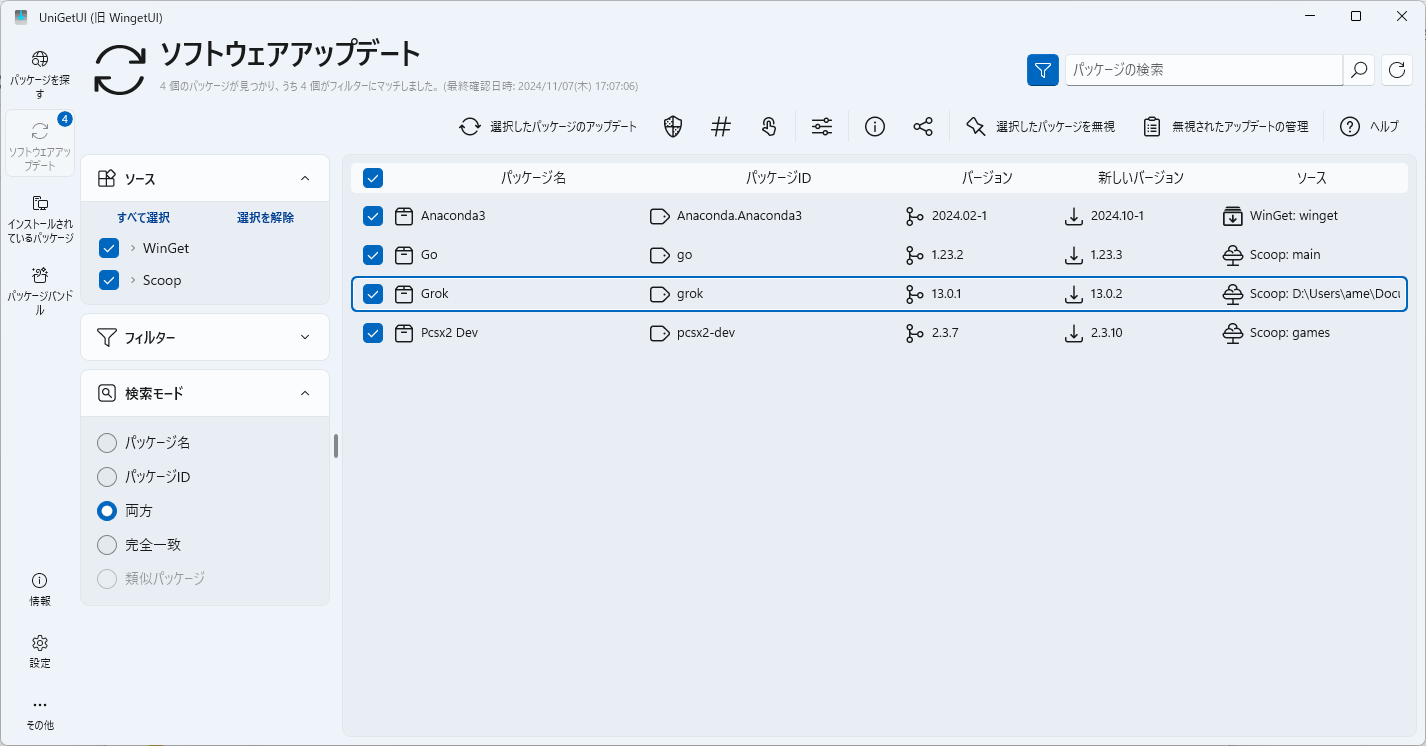 UniGetUI (旧 WingetUI)
パッケージを探
す
4
ソフトウェアアッ
プデート
インストールされ
ているパッケージ
パッケージバンド
ル
情報
設定
その他
ソフトウェアアップデート
4 個のパッケージが見つかり、うち 4 個がフィルターにマッチしました。 (最終確認日時: 2024/11/07(木) 17:07:06)
パッケージの検索
選択したパッケージのアップデート
選択したパッケージを無視
無視されたアップデートの管理
ヘルプ
ソース
すべて選択 選択を解除
WinGet
Scoop
フィルター
検索モード
パッケージ名
パッケージID
両方
完全一致
類似パッケージ
パッケージ名 パッケージID バージョン 新しいバージョン ソース
Anaconda3 Anaconda.Anaconda3 2024.02-1 2024.10-1 WinGet: winget
Go go 1.23.2 1.23.3 Scoop: main
Grok grok 13.0.1 13.0.2 Scoop: D:\Users\ame\Docu
Pcsx2 Dev pcsx2-dev 2.3.7 2.3.10 Scoop: games